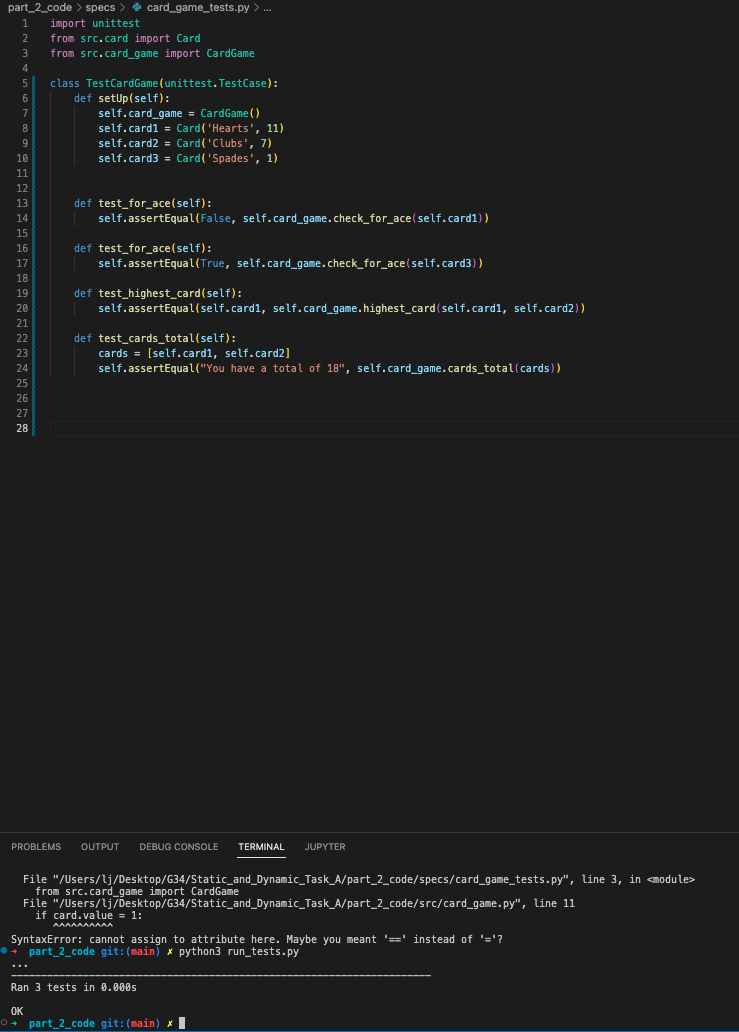 part_2_code > specs > card_game_tests.py > ...
1 import unittest
2 from src.card import Card
3 from src.card_game import CardGame
4
5 class TestCardGame(unittest.TestCase):
6     def setUp(self):
7         self.card_game = CardGame()
8         self.card1 = Card('Hearts', 11)
9         self.card2 = Card('Clubs', 7)
10         self.card3 = Card('Spades', 1)
11
12
13     def test_for_ace(self):
14         self.assertEqual(False, self.card_game.check_for_ace(self.card1))
15
16     def test_for_ace(self):
17         self.assertEqual(True, self.card_game.check_for_ace(self.card3))
18
19     def test_highest_card(self):
20         self.assertEqual(self.card1, self.card_game.highest_card(self.card1, self.card2))
21
22     def test_cards_total(self):
23         cards = [self.card1, self.card2]
24         self.assertEqual("You have a total of 18", self.card_game.cards_total(cards))
25
26
27
28
PROBLEMS OUTPUT DEBUG CONSOLE TERMINAL JUPYTER
  File "/Users/lj/Desktop/G34/Static_and_Dynamic_Task_A/part_2_code/specs/card_game_tests.py", line 3, in <module>
    from src.card_game import CardGame
  File "/Users/lj/Desktop/G34/Static_and_Dynamic_Task_A/part_2_code/src/card_game.py", line 11
    if card.value = 1:
       ^^^^^^^^^^
SyntaxError: cannot assign to attribute here. Maybe you meant '==' instead of '='?
➜  part_2_code git:(main) ✗ python3 run_tests.py
...
----------------------------------------------------------------------
Ran 3 tests in 0.000s

OK
➜  part_2_code git:(main) ✗